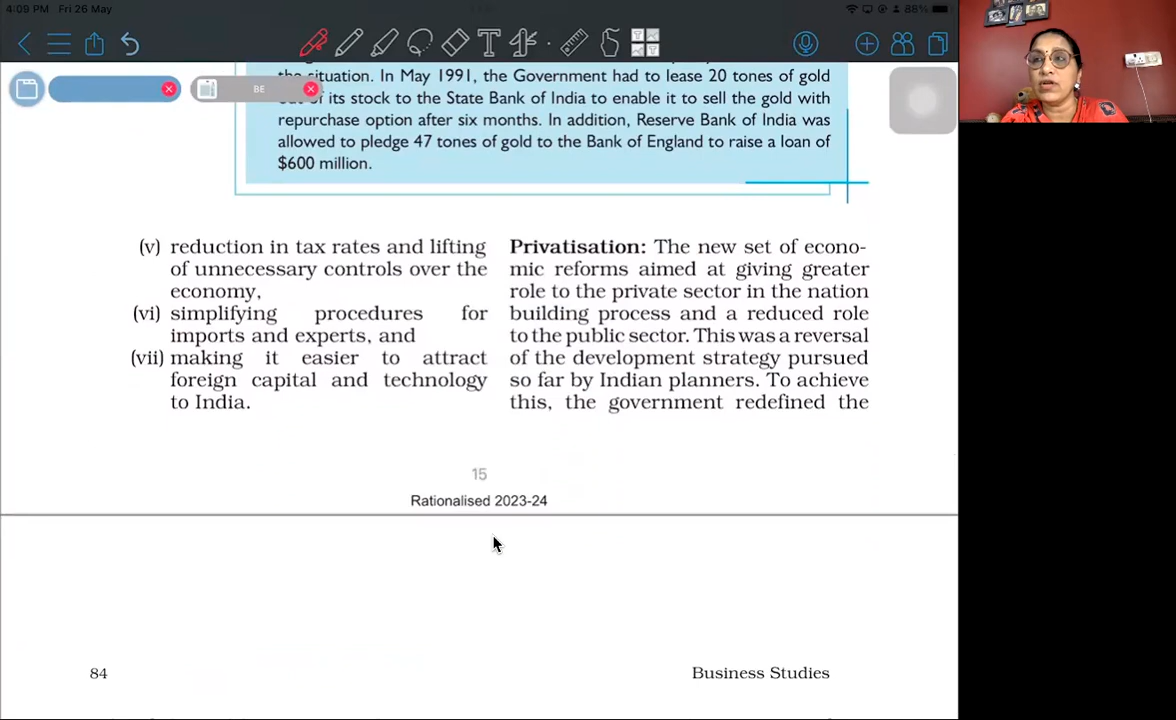 4:09 PM Fri 26 May
88%
BE
the situation. In May 1991, the Government had to lease 20 tones of gold
of its stock to the State Bank of India to enable it to sell the gold with
repurchase option after six months. In addition, Reserve Bank of India was
allowed to pledge 47 tones of gold to the Bank of England to raise a loan of
$600 million.
(v) reduction in tax rates and lifting
of unnecessary controls over the
economy,
(vi) simplifying procedures for
imports and experts, and
(vii) making it easier to attract
foreign capital and technology
to India.
Privatisation: The new set of econo-
mic reforms aimed at giving greater
role to the private sector in the nation
building process and a reduced role
to the public sector. This was a reversal
of the development strategy pursued
so far by Indian planners. To achieve
this, the government redefined the
15
Rationalised 2023-24
84
Business Studies